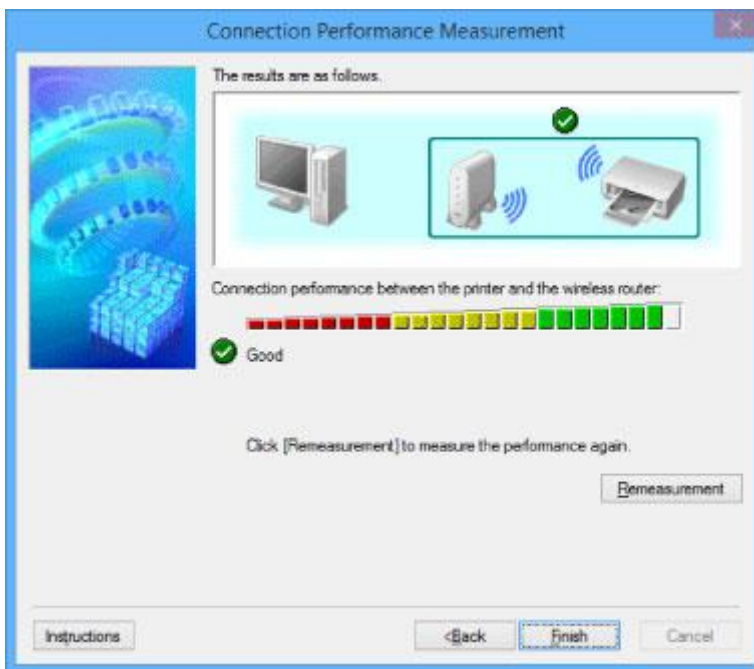 Connection Performance Measurement
The results are as follows.
Connection performance between the printer and the wireless router:
Good
Click [Remeasurement] to measure the performance again.
Remeasurement
Instructions
<Back
Finish
Cancel